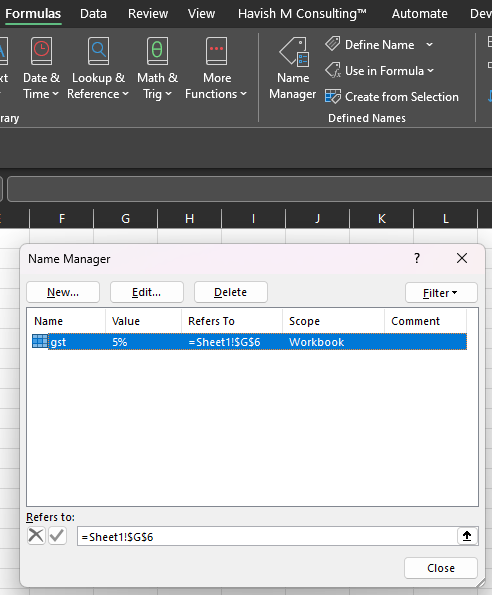 Formulas Data Review View Havish M Consulting™ Automate Dev
xt Date & Lookup & Math & More Name Define Name
Time Reference Trig Functions Manager Use in Formula
Create from Selection
rary Defined Names
E F G H I J K L
Name Manager ? X
New... Edit... Delete Filter
Name Value Refers To Scope Comment
gst 5% =Sheet1!$G$6 Workbook
Refers to:
=Sheet1!$G$6
Close